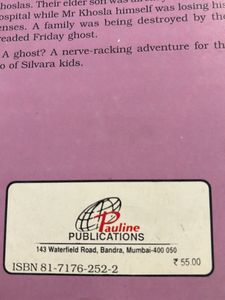 hoslas. Their elder son was already
ospital while Mr Khosla himself was losing his
enses. A family was being destroyed by the
readed Friday ghost.
A ghost? A nerve-racking adventure for th
o of Silvara kids.
Pauline
PUBLICATIONS
143 Waterfield Road, Bandra, Mumbai-400 050
₹ 55.00
ISBN 81-7176-252-2